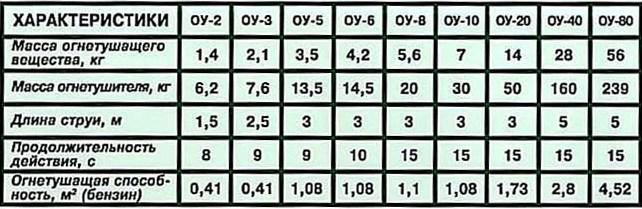 ХАРАКТЕРИСТИКИ ОУ-2 ОУ-3 ОУ-5 ОУ-6 ОУ-8 ОУ-10 ОУ-20 ОУ-40 ОУ-80
Масса огнетушащего
вещества, кг 1,4 2,1 3,5 4,2 5,6 7 14 28 56
Масса огнетушителя, кг 6,2 7,6 13,5 14,5 20 30 50 160 239
Длина струи, м 1,5 2,5 3 3 3 3 3 5 5
Продолжительность
действия, с 8 9 9 10 15 15 15 15 15
Огнетушащая способ-
ность, м² (бензин) 0,41 0,41 1,08 1,08 1,1 1,08 1,73 2,8 4,52